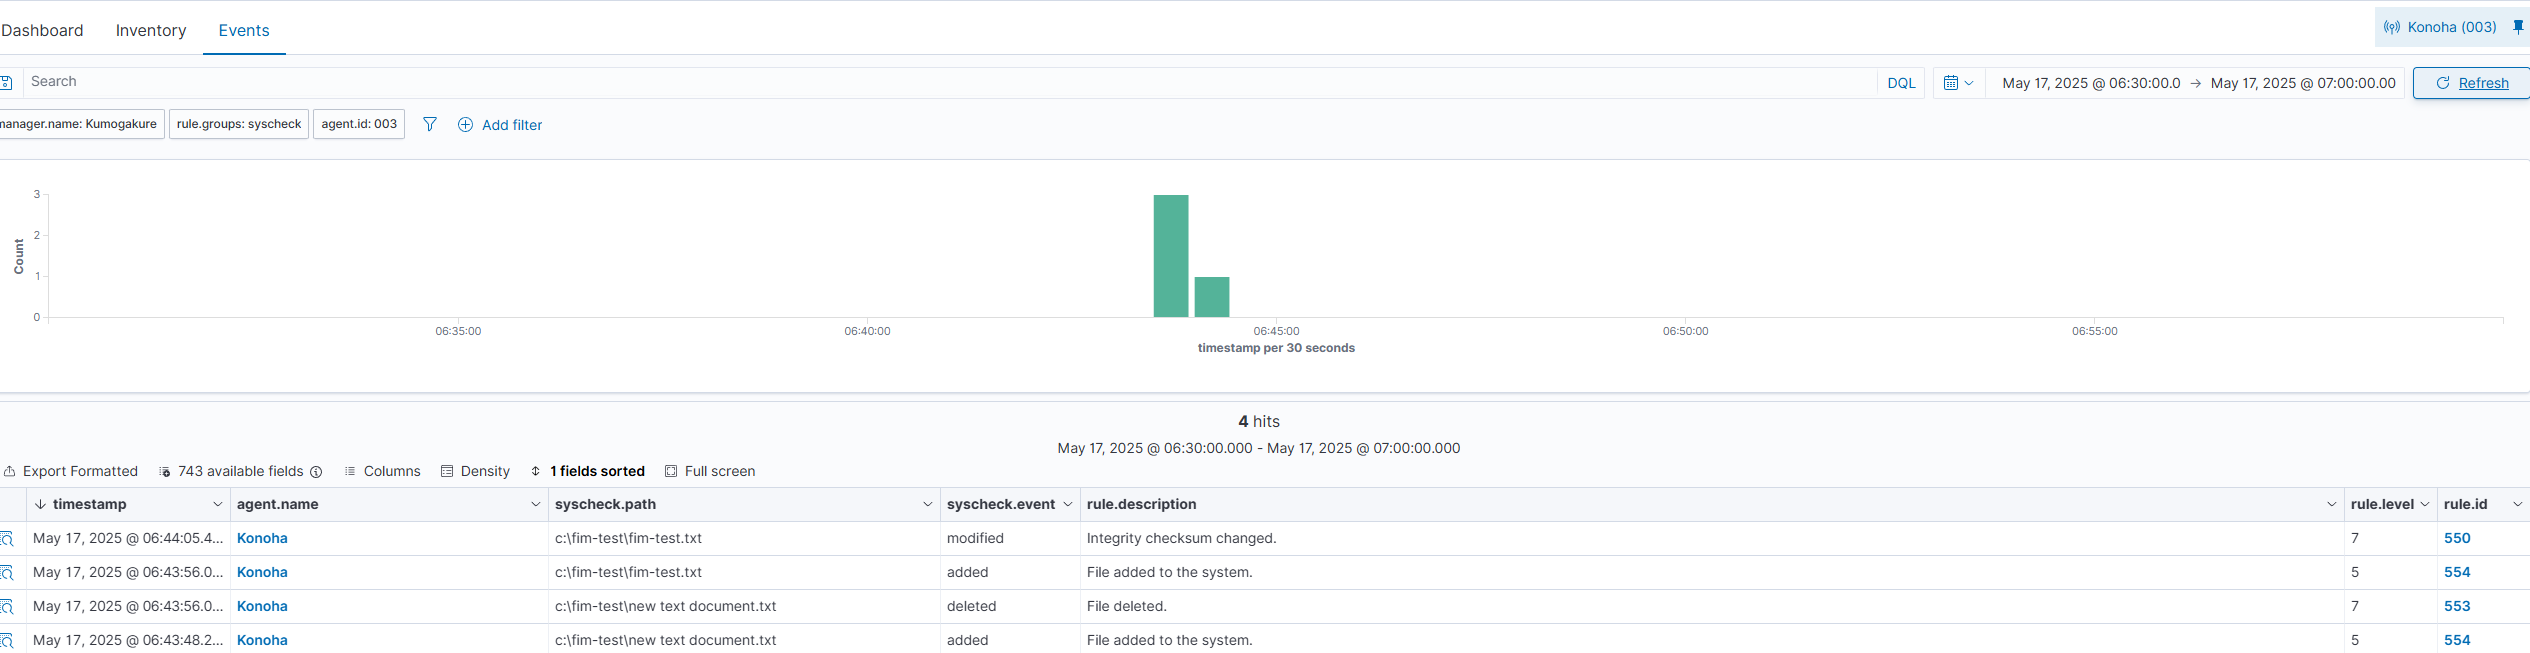 Dashboard Inventory Events Konoha (003)
Search DQL May 17, 2025 @ 06:30:00.0 → May 17, 2025 @ 07:00:00.00 Refresh
manager.name: Kumogakure rule.groups: syscheck agent.id: 003 Add filter
3
2
1
0
Count
06:35:00 06:40:00 06:45:00 06:50:00 06:55:00
timestamp per 30 seconds
4 hits
May 17, 2025 @ 06:30:00.000 - May 17, 2025 @ 07:00:00.000
Export Formatted 743 available fields Columns Density 1 fields sorted Full screen
timestamp agent.name syscheck.path syscheck.event rule.description rule.level rule.id
May 17, 2025 @ 06:44:05.4... Konoha c:\fim-test\fim-test.txt modified Integrity checksum changed. 7 550
May 17, 2025 @ 06:43:56.0... Konoha c:\fim-test\fim-test.txt added File added to the system. 5 554
May 17, 2025 @ 06:43:56.0... Konoha c:\fim-test\new text document.txt deleted File deleted. 7 553
May 17, 2025 @ 06:43:48.2... Konoha c:\fim-test\new text document.txt added File added to the system. 5 554